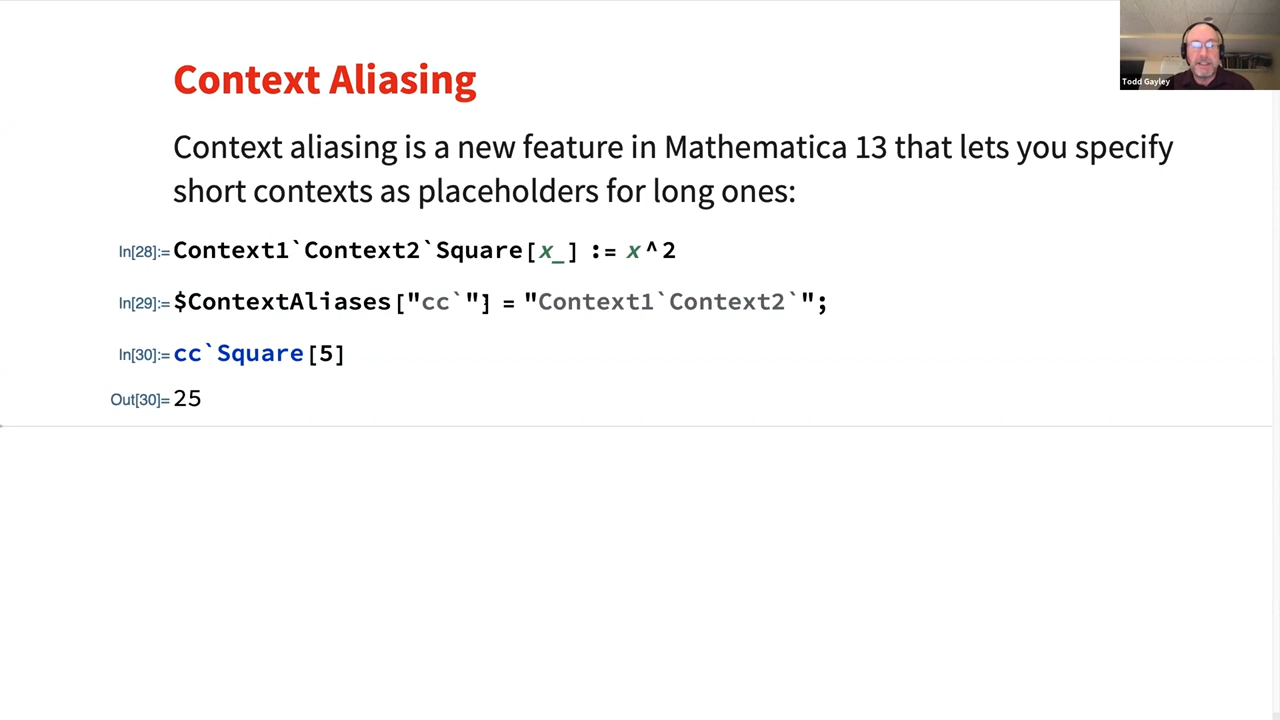 Context Aliasing
Todd Gayley
Context aliasing is a new feature in Mathematica 13 that lets you specify
short contexts as placeholders for long ones:
In[28]:= Context1`Context2`Square[x_] := x^2
In[29]:= $ContextAliases["cc`"] = "Context1`Context2`";
In[30]:= cc`Square[5]
Out[30]= 25